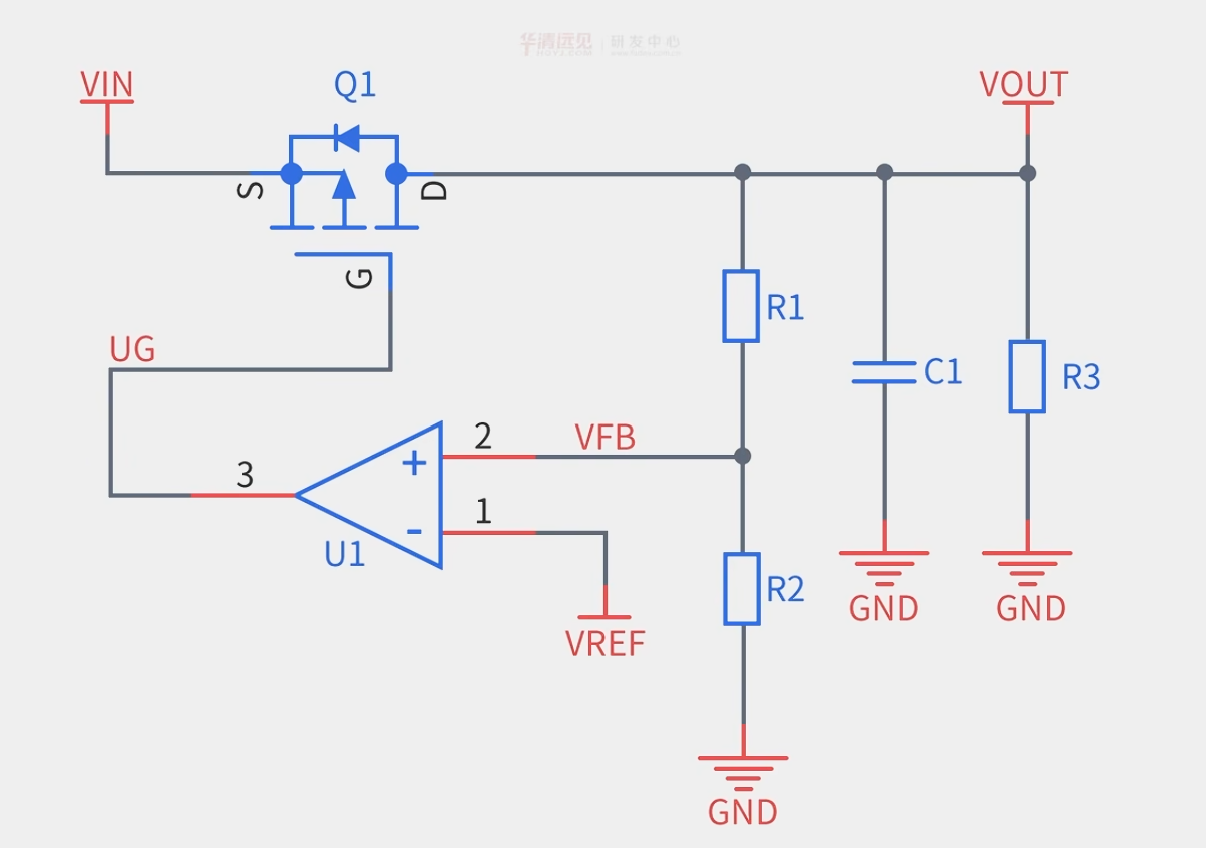 华清远见 | 研发中心
VIN
Q1
VOUT
S
D
G
R1
UG
C1
R3
2
VFB
+
3
1
-
U1
R2
GND
GND
VREF
GND